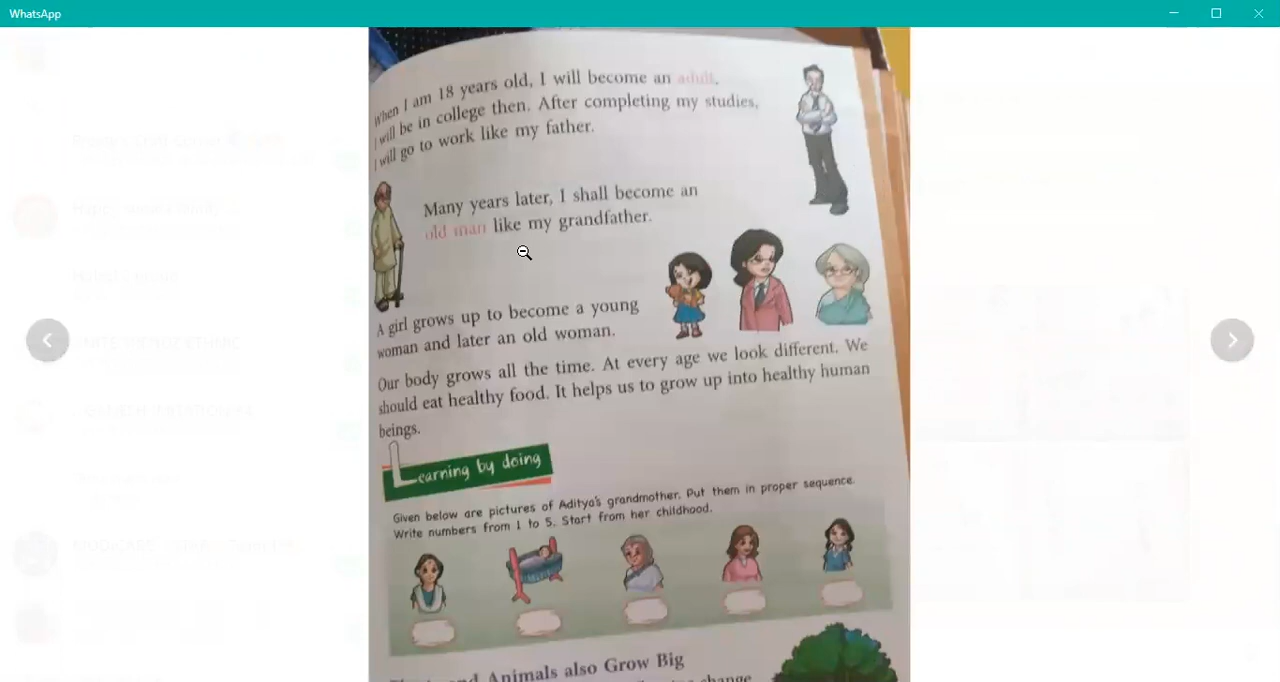 WhatsApp
When I am 18 years old, I will become an adult.
I will be in college then. After completing my studies,
I will go to work like my father.
Many years later, I shall become an
old man like my grandfather.
A girl grows up to become a young
woman and later an old woman.
Our body grows all the time. At every age we look different. We
should eat healthy food. It helps us to grow up into healthy human
beings.
Learning by doing
Given below are pictures of Aditya's grandmother. Put them in proper sequence.
Write numbers from 1 to 5. Start from her childhood.
and Animals also Grow Big
change